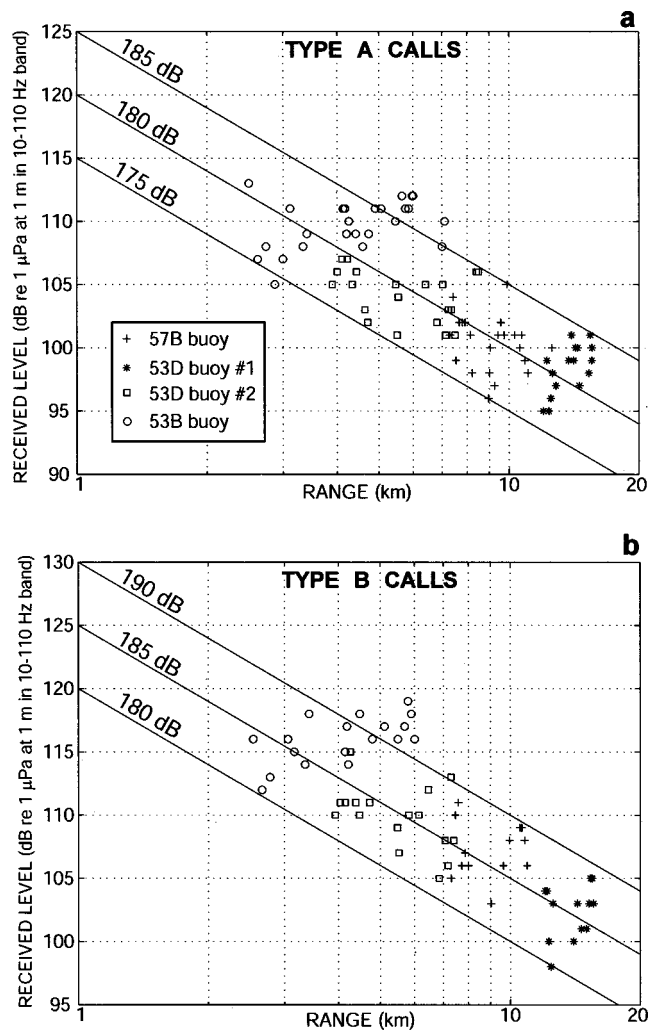 a
TYPE A CALLS
185 dB
180 dB
175 dB
125
120
115
110
105
100
95
90
RECEIVED LEVEL (dB re 1 μPa at 1 m in 10-110 Hz band)
57B buoy
53D buoy #1
53D buoy #2
53B buoy
1
10
20
RANGE (km)
b
TYPE B CALLS
190 dB
185 dB
180 dB
130
125
120
115
110
105
100
95
RECEIVED LEVEL (dB re 1 μPa at 1 m in 10-110 Hz band)
1
10
20
RANGE (km)